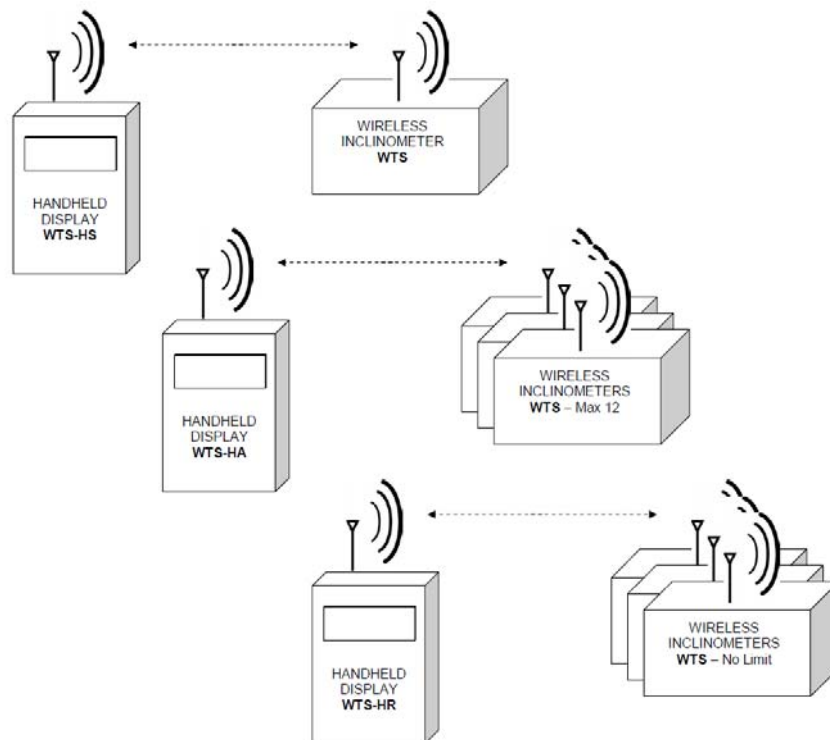 WIRELESS
INCLINOMETER
WTS
HANDHELD
DISPLAY
WTS-HS
WIRELESS
INCLINOMETERS
WTS – Max 12
HANDHELD
DISPLAY
WTS-HA
WIRELESS
INCLINOMETERS
WTS – No Limit
HANDHELD
DISPLAY
WTS-HR